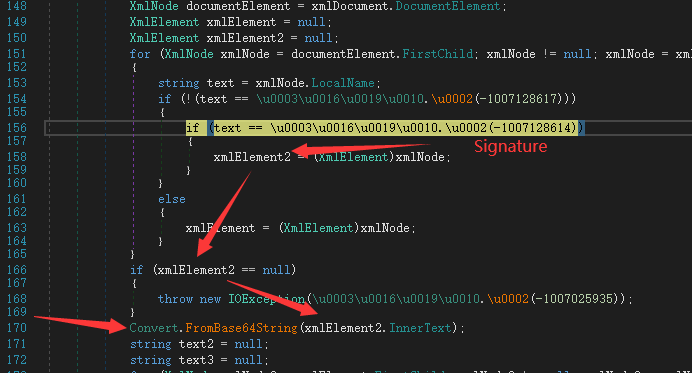 148 XmlNode documentElement = xmlDocument.DocumentElement;
149 XmlElement xmlElement = null;
150 XmlElement xmlElement2 = null;
151 for (XmlNode xmlNode = documentElement.FirstChild; xmlNode != null; xmlNode = xm
152 {
153 string text = xmlNode.LocalName;
154 if (!(text == \u0003\u0016\u0019\u0010.\u0002(-1007128617)))
155 {
156 if (text == \u0003\u0016\u0019\u0010.\u0002(-1007128614))
157 {
Signature
158 xmlElement2 = (XmlElement)xmlNode;
159 }
160 }
161 else
162 {
163 xmlElement = (XmlElement)xmlNode;
164 }
165 }
166 if (xmlElement2 == null)
167 {
168 throw new IOException(\u0003\u0016\u0019\u0010.\u0002(-1007025935));
169 }
170 Convert.FromBase64String(xmlElement2.InnerText);
171 string text2 = null;
172 string text3 = null;